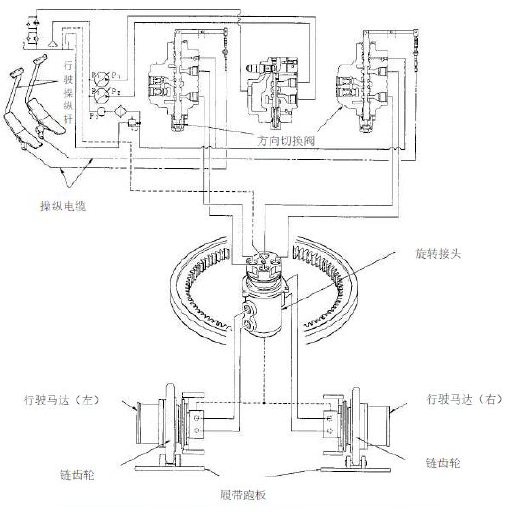 行驶操纵杆
P₁
P₂
方向切换阀
操纵电缆
旋转接头
行驶马达（左）
行驶马达（右）
链齿轮
链齿轮
履带跑板